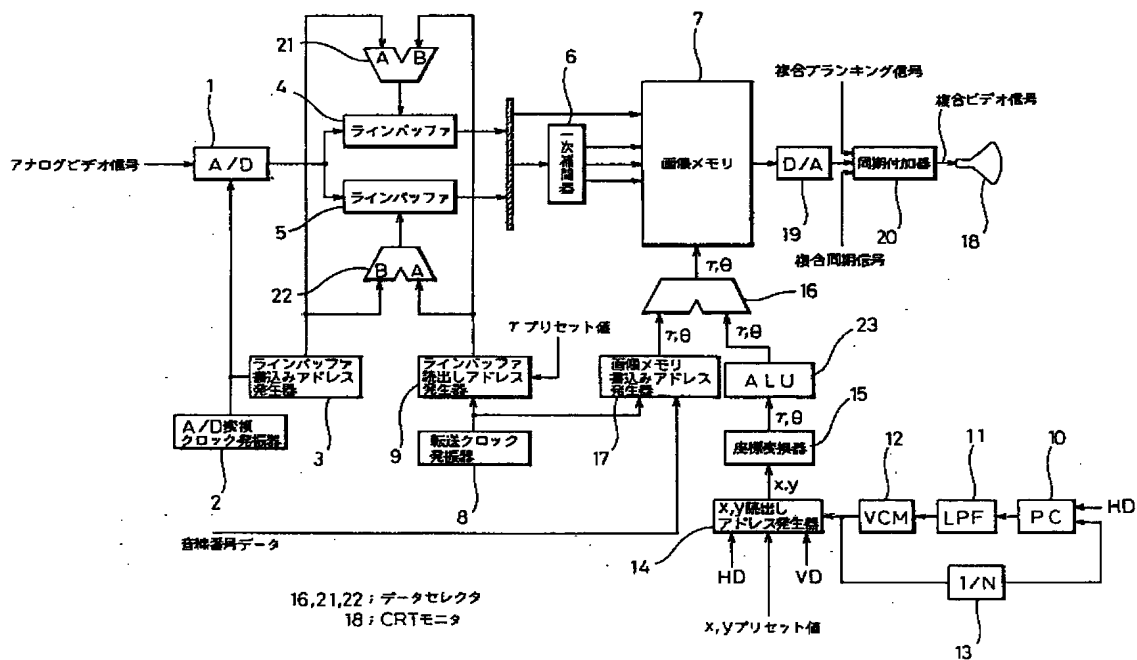 21
A
B
7
6
1
4
複合ブランキング信号
複合ビデオ信号
アナログビデオ信号
A/D
ラインバッファ
一次補間器
画像メモリ
D/A
同期付加器
ラインバッファ
5
19
20
18
複合同期信号
B
A
22
r,θ
16
rプリセット値
r,θ
r,θ
23
ラインバッファ
書込みアドレス
発生器
ラインバッファ
読出しアドレス
発生器
画像メモリ
書込みアドレス
発生器
ALU
9
r,θ
15
A/D変換
クロック発振器
3
転送クロック
発振器
17
座標変換器
12
11
10
2
8
x,y
x,y読出し
アドレス発生器
VCM
LPF
PC
HD
音線番号データ
14
HD
VD
1/N
13
16,21,22;データセレクタ
18;CRTモニタ
x,yプリセット値